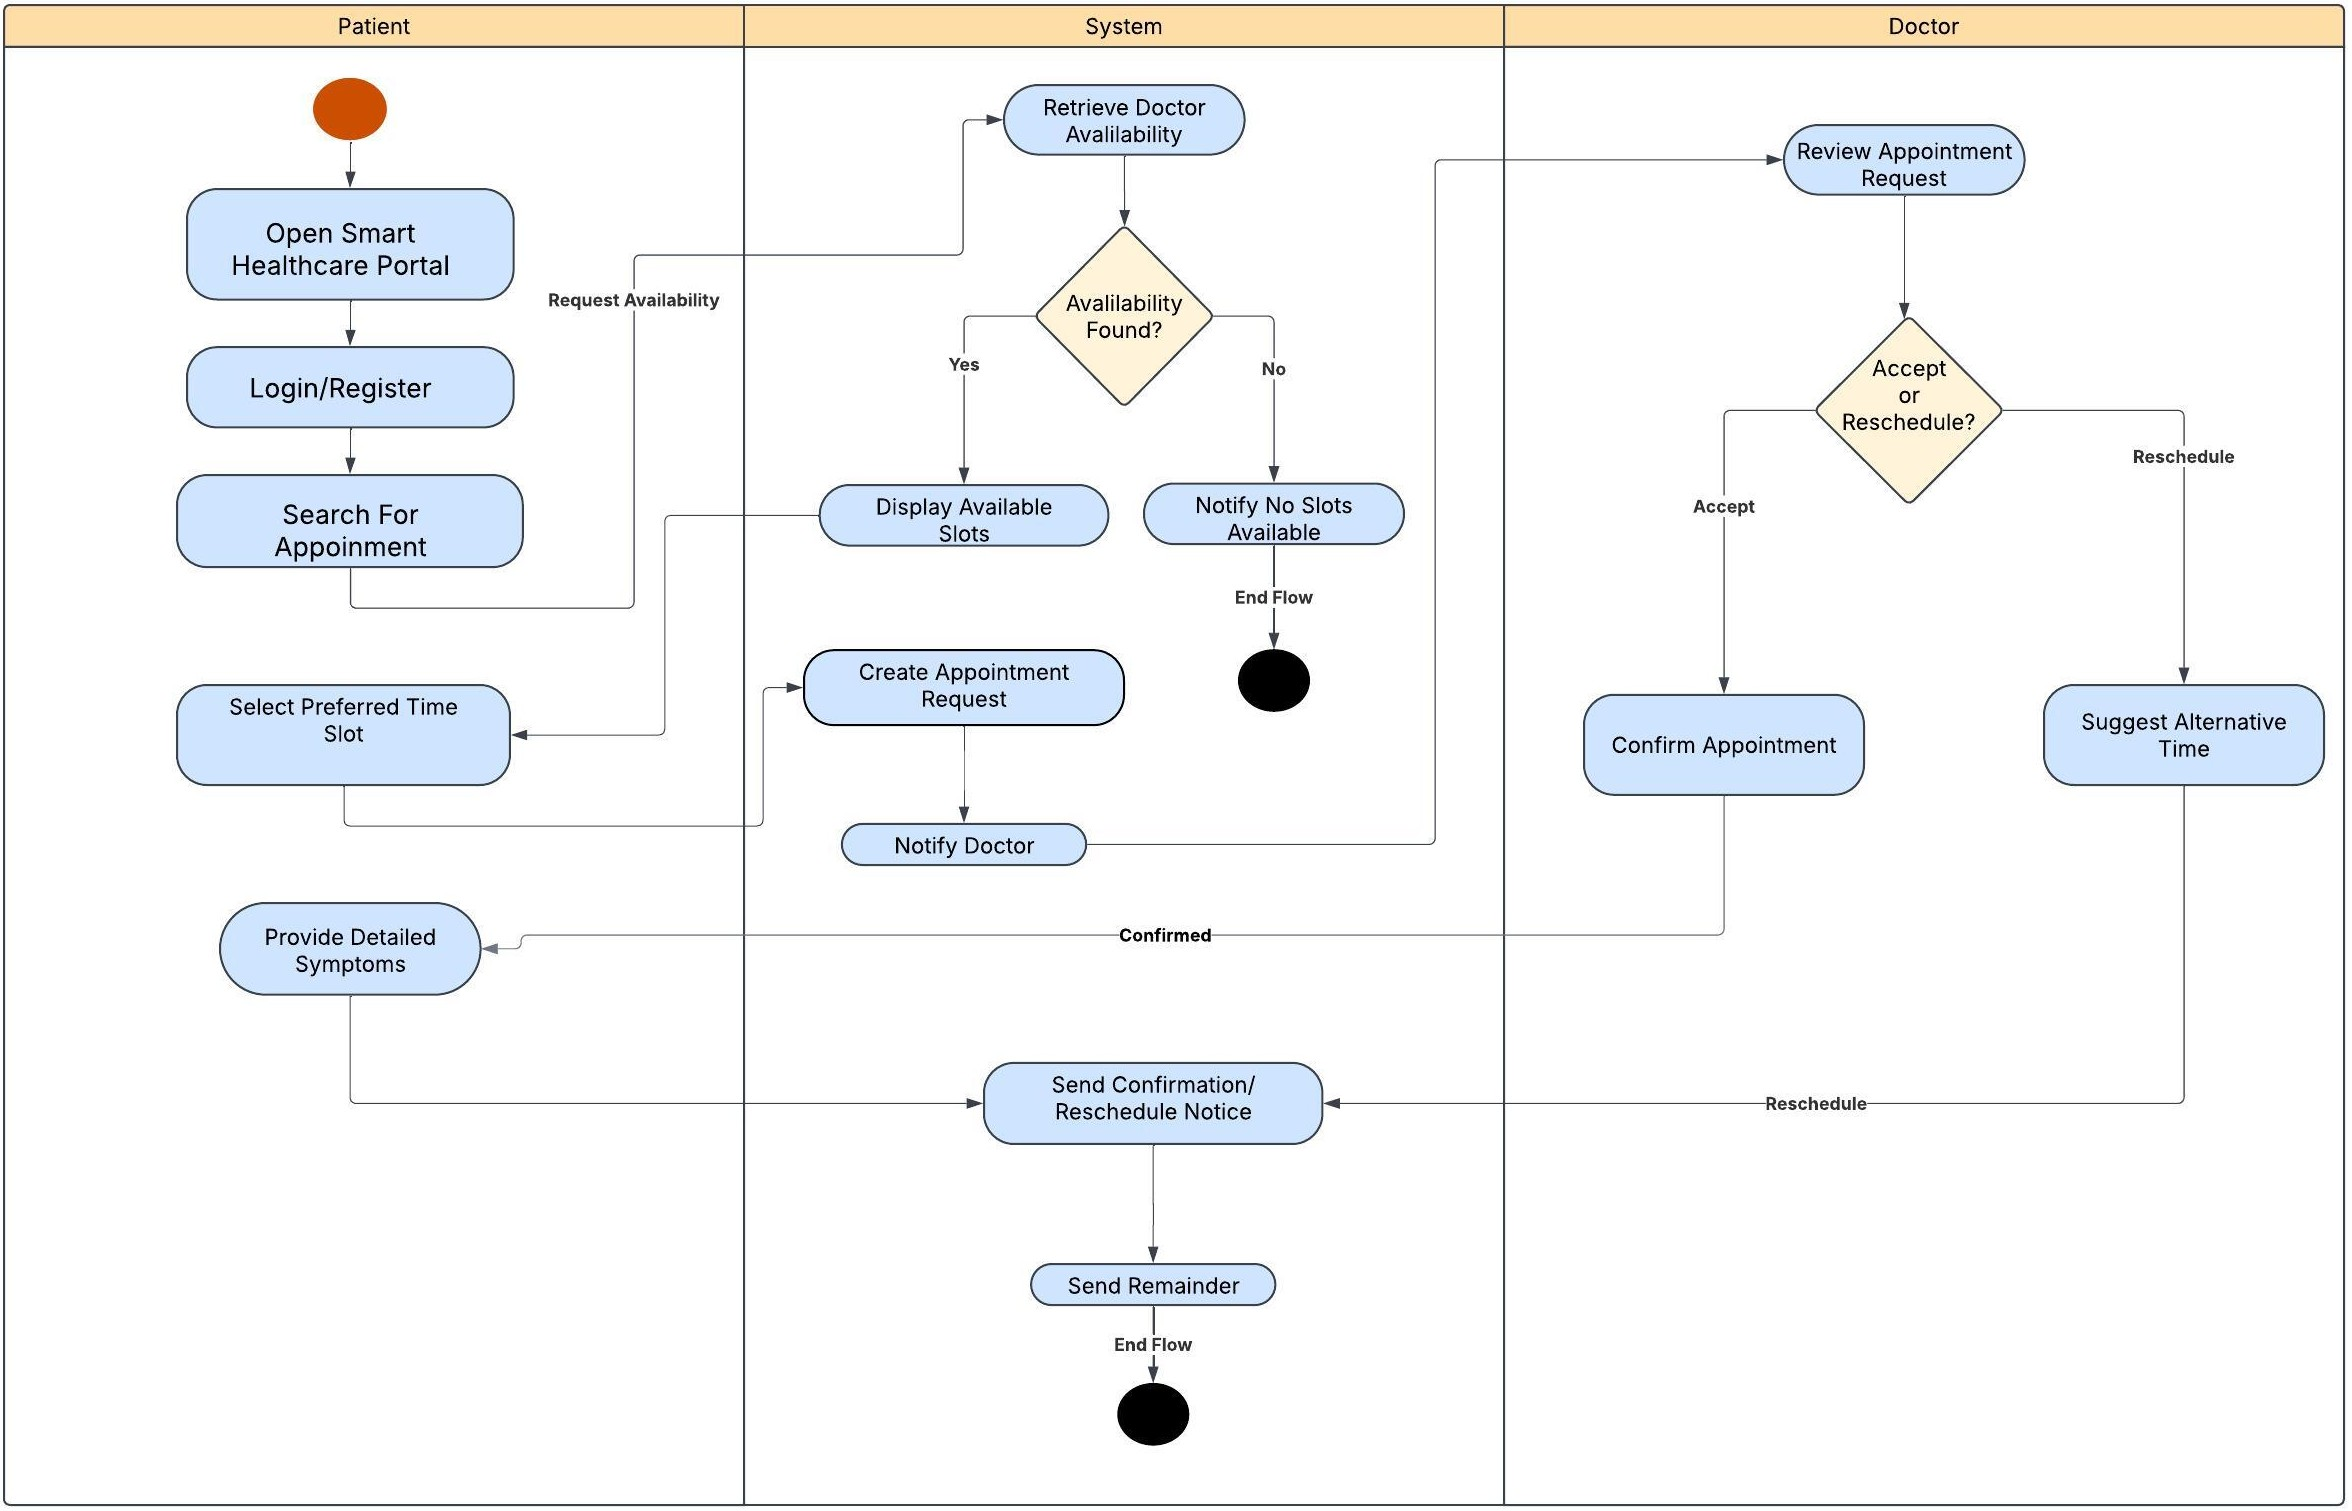 Patient
System
Doctor
Open Smart
Healthcare Portal
Login/Register
Search For
Appoinment
Request Availability
Select Preferred Time
Slot
Provide Detailed
Symptoms
Retrieve Doctor
Avalilability
Avalilability
Found?
Yes
No
Display Available
Slots
Notify No Slots
Available
End Flow
Create Appointment
Request
Notify Doctor
Confirmed
Send Confirmation/
Reschedule Notice
Send Remainder
End Flow
Review Appointment
Request
Accept
or
Reschedule?
Accept
Reschedule
Confirm Appointment
Suggest Alternative
Time
Reschedule